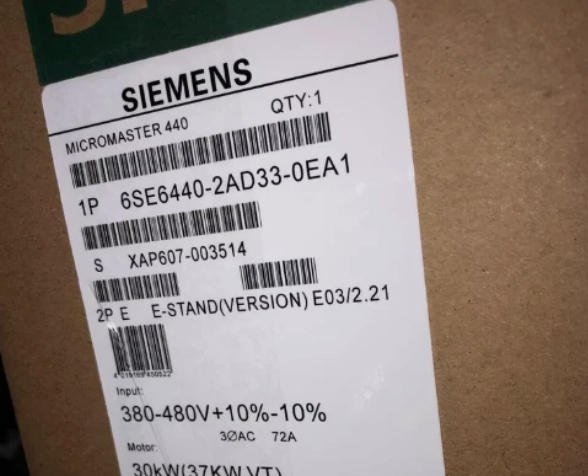 SIEMENS
MICROMASTER 440 QTY:1
1P 6SE6440-2AD33-0EA1
S XAP607-003514
2P E E-STAND(VERSION) E03/2.21
Input:
380-480V+10%-10%
3ØAC 72A
Motor:
30kW(37KW VT)